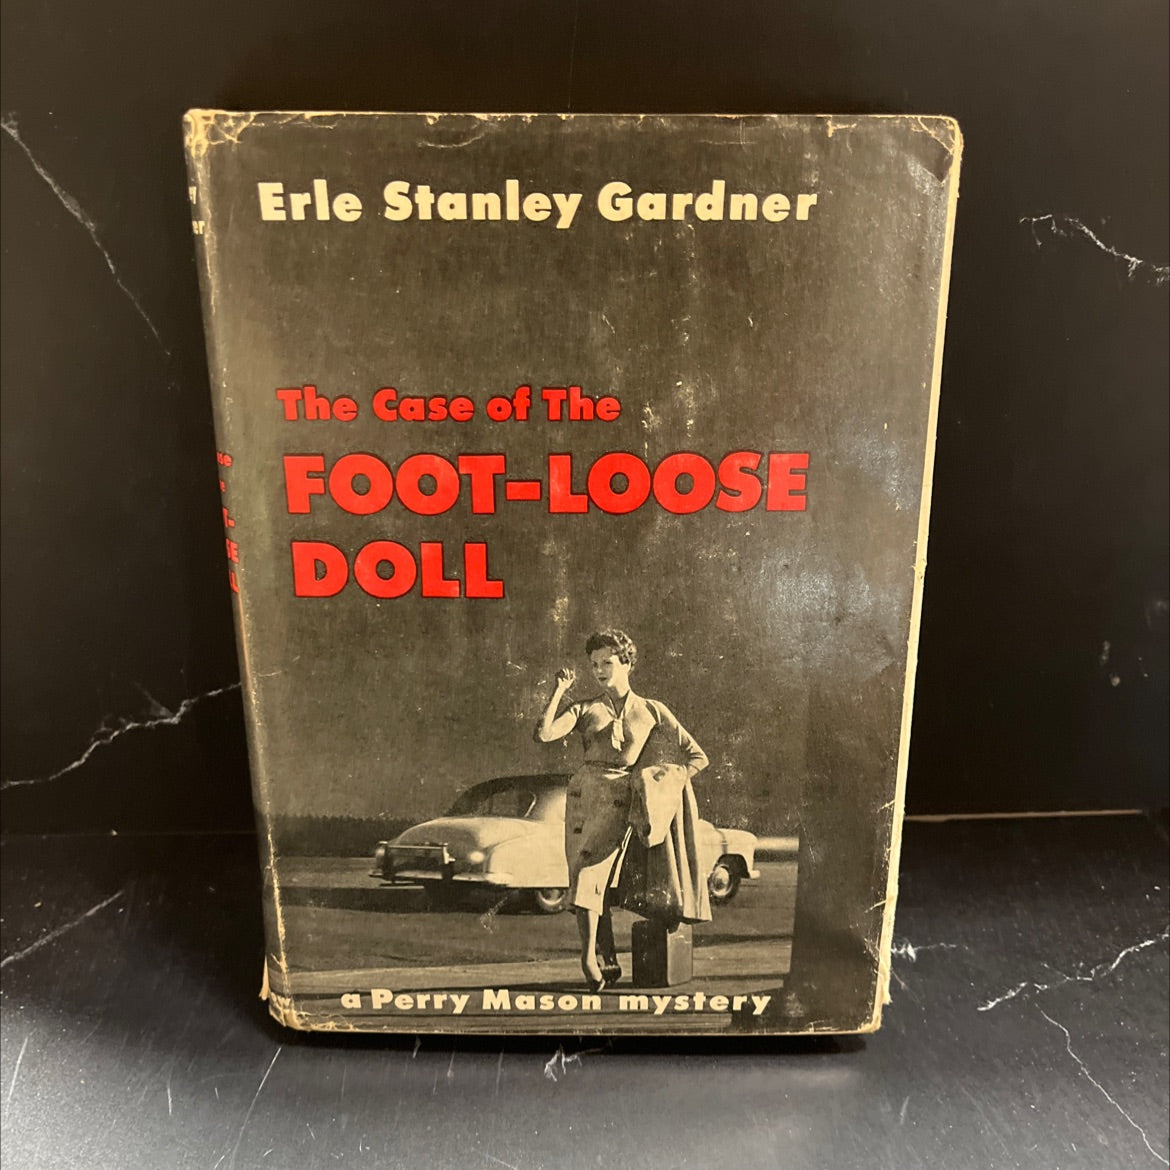 Erle Stanley Gardner
The Case of The
FOOT-LOOSE
DOLL
a Perry Mason mystery